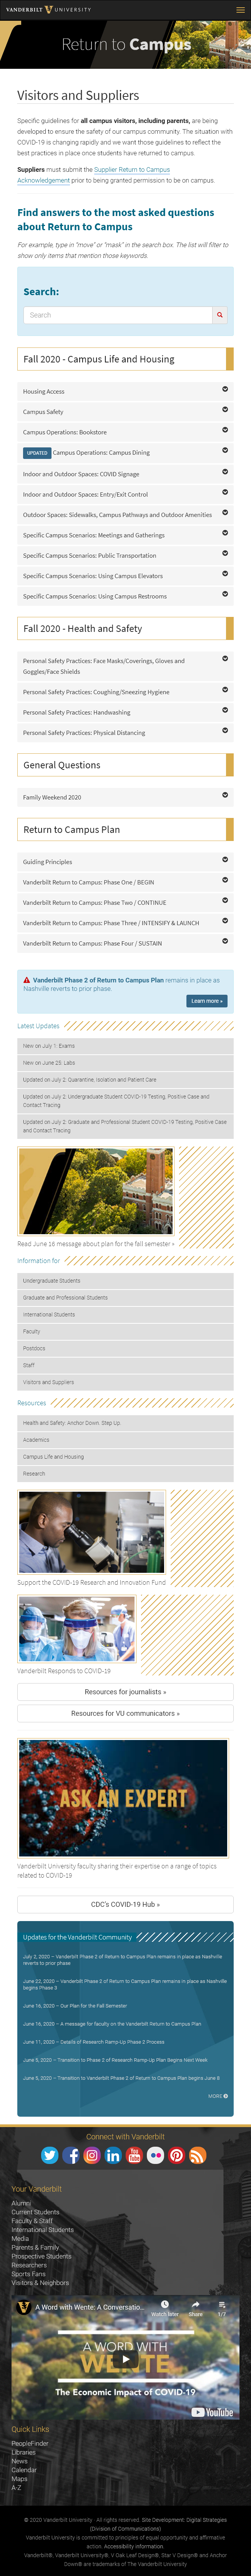 VANDERBILT UNIVERSITY
Return to Campus
Visitors and Suppliers
Specific guidelines for all campus visitors, including parents, are being
developed to ensure the safety of our campus community. The situation with
COVID-19 is changing rapidly and we want those guidelines to reflect the
best practices in place once students have returned to campus.
Suppliers must submit the Supplier Return to Campus
Acknowledgement prior to being granted permission to be on campus.
Find answers to the most asked questions
about Return to Campus
For example, type in "move" or "mask" in the search box. The list will filter to
show only items that mention those keywords.
Search:
Search
Fall 2020 - Campus Life and Housing
Housing Access
Campus Safety
Campus Operations: Bookstore
UPDATED Campus Operations: Campus Dining
Indoor and Outdoor Spaces: COVID Signage
Indoor and Outdoor Spaces: Entry/Exit Control
Outdoor Spaces: Sidewalks, Campus Pathways and Outdoor Amenities
Specific Campus Scenarios: Meetings and Gatherings
Specific Campus Scenarios: Public Transportation
Specific Campus Scenarios: Using Campus Elevators
Specific Campus Scenarios: Using Campus Restrooms
Fall 2020 - Health and Safety
Personal Safety Practices: Face Masks/Coverings, Gloves and
Goggles/Face Shields
Personal Safety Practices: Coughing/Sneezing Hygiene
Personal Safety Practices: Handwashing
Personal Safety Practices: Physical Distancing
General Questions
Family Weekend 2020
Return to Campus Plan
Guiding Principles
Vanderbilt Return to Campus: Phase One / BEGIN
Vanderbilt Return to Campus: Phase Two / CONTINUE
Vanderbilt Return to Campus: Phase Three / INTENSIFY & LAUNCH
Vanderbilt Return to Campus: Phase Four / SUSTAIN
Vanderbilt Phase 2 of Return to Campus Plan remains in place as
Nashville reverts to prior phase.
Learn more »
Latest Updates
New on July 1: Exams
New on June 25: Labs
Updated on July 2: Quarantine, Isolation and Patient Care
Updated on July 2: Undergraduate Student COVID-19 Testing, Positive Case and
Contact Tracing
Updated on July 2: Graduate and Professional Student COVID-19 Testing, Positive Case
and Contact Tracing
Read June 16 message about plan for the fall semester »
Information for
Undergraduate Students
Graduate and Professional Students
International Students
Faculty
Postdocs
Staff
Visitors and Suppliers
Resources
Health and Safety: Anchor Down. Step Up.
Academics
Campus Life and Housing
Research
Support the COVID-19 Research and Innovation Fund
Vanderbilt Responds to COVID-19
Resources for journalists »
Resources for VU communicators »
ASK AN EXPERT
Vanderbilt University faculty sharing their expertise on a range of topics
related to COVID-19
CDC's COVID-19 Hub »
Updates for the Vanderbilt Community
July 2, 2020 – Vanderbilt Phase 2 of Return to Campus Plan remains in place as Nashville
reverts to prior phase
June 22, 2020 – Vanderbilt Phase 2 of Return to Campus Plan remains in place as Nashville
begins Phase 3
June 16, 2020 – Our Plan for the Fall Semester
June 16, 2020 – A message for faculty on the Vanderbilt Return to Campus Plan
June 11, 2020 – Details of Research Ramp-Up Phase 2 Process
June 5, 2020 – Transition to Phase 2 of Research Ramp-Up Plan Begins Next Week
June 5, 2020 – Transition to Vanderbilt Phase 2 of Return to Campus Plan begins June 8
MORE
Connect with Vanderbilt
Your Vanderbilt
Alumni
Current Students
Faculty & Staff
International Students
Media
Parents & Family
Prospective Students
Researchers
Sports Fans
Visitors & Neighbors
A Word with Wente: A Conversatio...
Watch later
Share
1/7
A WORD WITH
WENTE
The Economic Impact of COVID-19
YouTube
Quick Links
PeopleFinder
Libraries
News
Calendar
Maps
A-Z
© 2020 Vanderbilt University · All rights reserved. Site Development: Digital Strategies
(Division of Communications)
Vanderbilt University is committed to principles of equal opportunity and affirmative
action. Accessibility information.
Vanderbilt®, Vanderbilt University®, V Oak Leaf Design®, Star V Design® and Anchor
Down® are trademarks of The Vanderbilt University